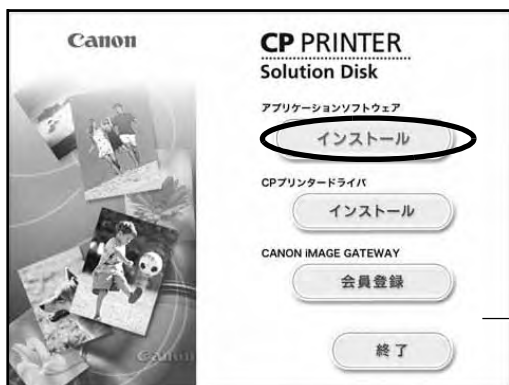 Canon
CP PRINTER
Solution Disk
アプリケーションソフトウェア
インストール
CPプリンタードライバ
インストール
CANON iMAGE GATEWAY
会員登録
終了
Canon